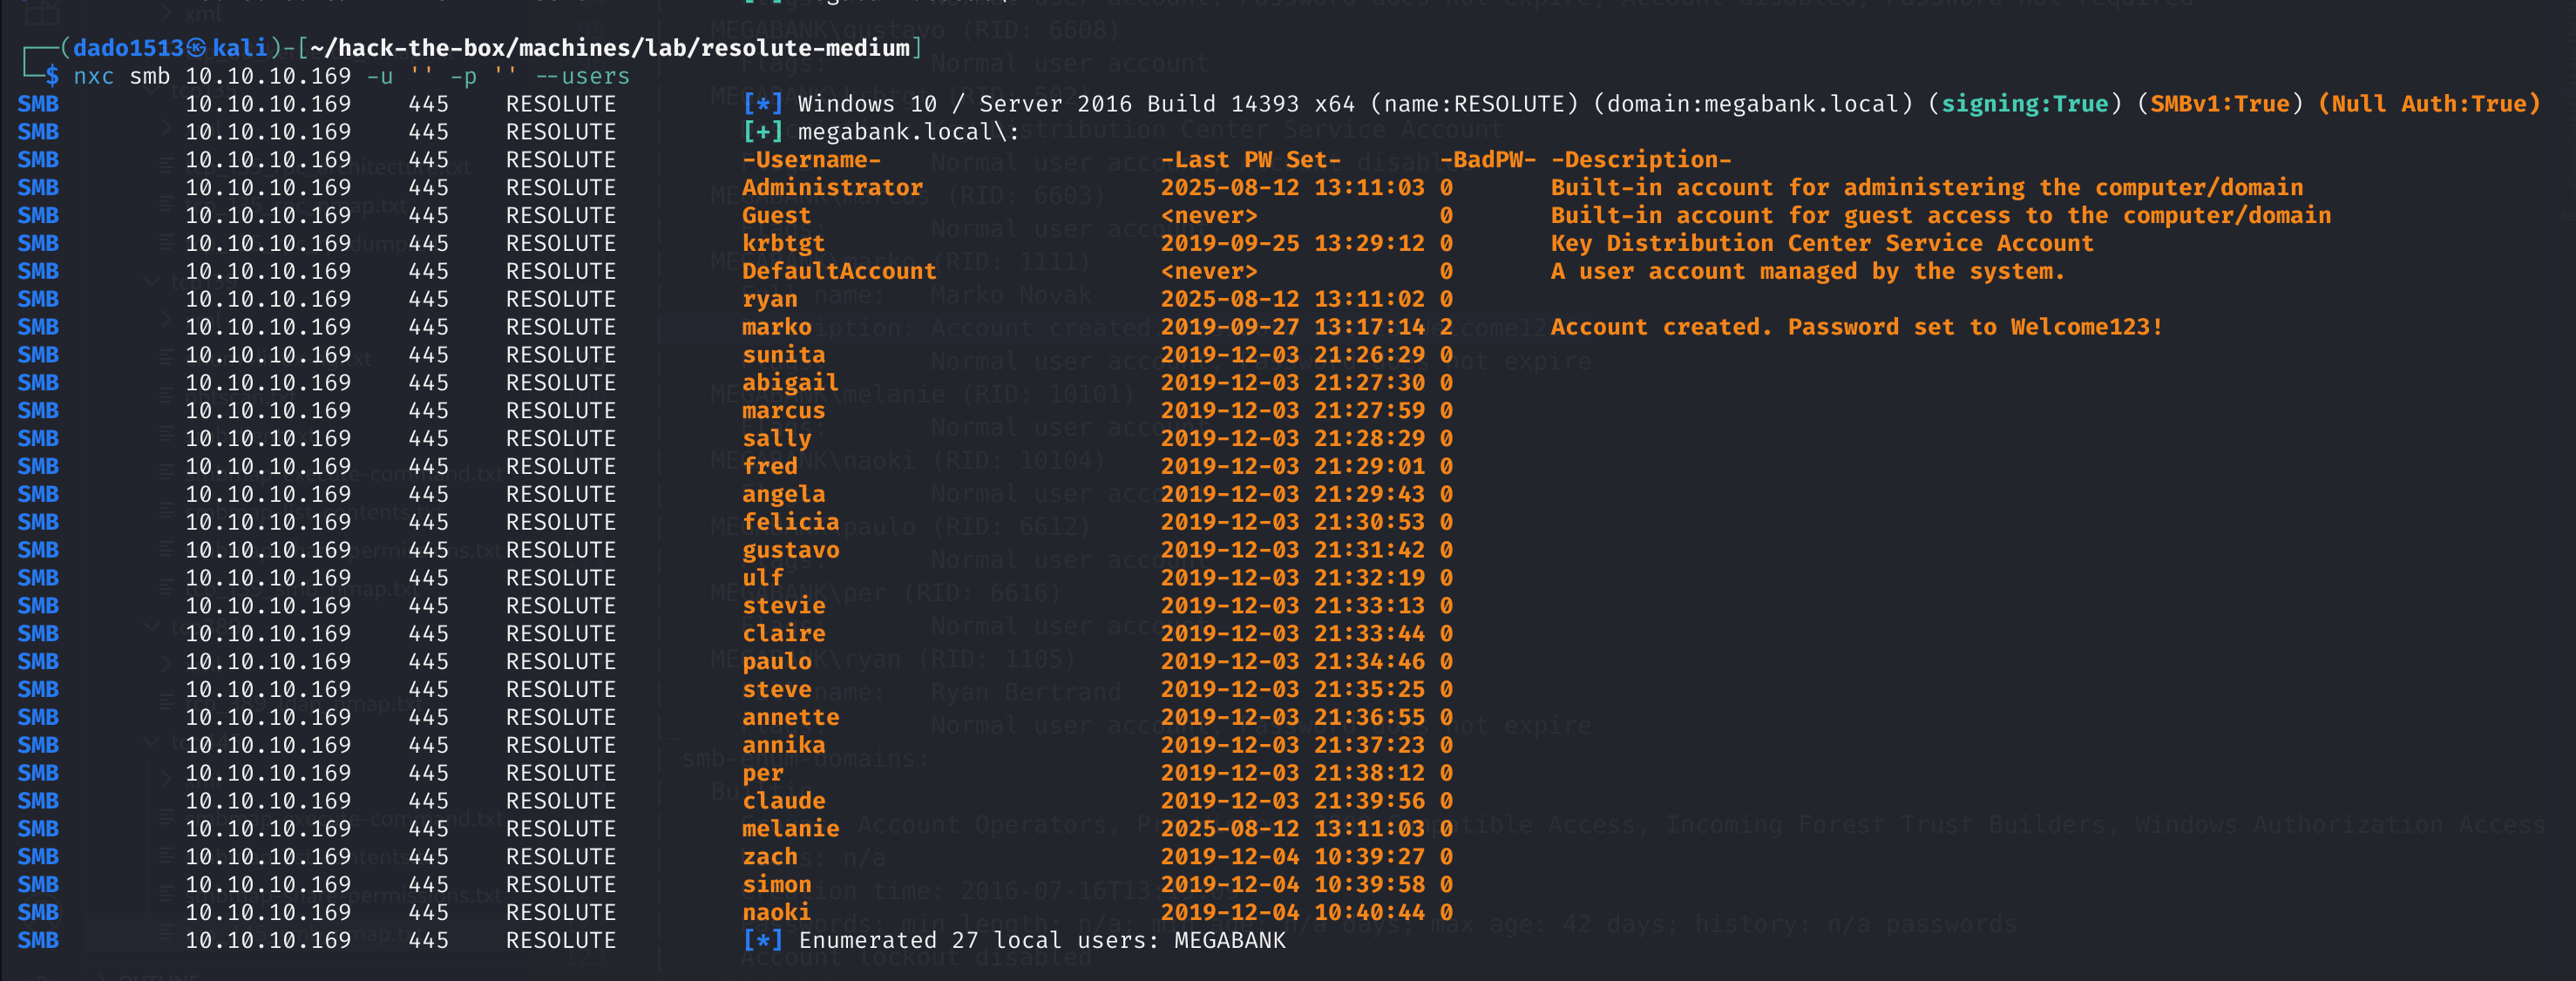 ┌──(dado1513㉿kali)-[~/hack-the-box/machines/lab/resolute-medium]
└─$ nxc smb 10.10.10.169 -u '' -p '' --users
SMB 10.10.10.169 445 RESOLUTE [*] Windows 10 / Server 2016 Build 14393 x64 (name:RESOLUTE) (domain:megabank.local) (signing:True) (SMBv1:True) (Null Auth:True)
SMB 10.10.10.169 445 RESOLUTE [+] megabank.local\:
SMB 10.10.10.169 445 RESOLUTE -Username- -Last PW Set- -BadPW- -Description-
SMB 10.10.10.169 445 RESOLUTE Administrator 2025-08-12 13:11:03 0 Built-in account for administering the computer/domain
SMB 10.10.10.169 445 RESOLUTE Guest <never> 0 Built-in account for guest access to the computer/domain
SMB 10.10.10.169 445 RESOLUTE krbtgt 2019-09-25 13:29:12 0 Key Distribution Center Service Account
SMB 10.10.10.169 445 RESOLUTE DefaultAccount <never> 0 A user account managed by the system.
SMB 10.10.10.169 445 RESOLUTE ryan 2025-08-12 13:11:02 0
SMB 10.10.10.169 445 RESOLUTE marko 2019-09-27 13:17:14 2 Account created. Password set to Welcome123!
SMB 10.10.10.169 445 RESOLUTE sunita 2019-12-03 21:26:29 0
SMB 10.10.10.169 445 RESOLUTE abigail 2019-12-03 21:27:30 0
SMB 10.10.10.169 445 RESOLUTE marcus 2019-12-03 21:27:59 0
SMB 10.10.10.169 445 RESOLUTE sally 2019-12-03 21:28:29 0
SMB 10.10.10.169 445 RESOLUTE fred 2019-12-03 21:29:01 0
SMB 10.10.10.169 445 RESOLUTE angela 2019-12-03 21:29:43 0
SMB 10.10.10.169 445 RESOLUTE felicia 2019-12-03 21:30:53 0
SMB 10.10.10.169 445 RESOLUTE gustavo 2019-12-03 21:31:42 0
SMB 10.10.10.169 445 RESOLUTE ulf 2019-12-03 21:32:19 0
SMB 10.10.10.169 445 RESOLUTE stevie 2019-12-03 21:33:13 0
SMB 10.10.10.169 445 RESOLUTE claire 2019-12-03 21:33:44 0
SMB 10.10.10.169 445 RESOLUTE paulo 2019-12-03 21:34:46 0
SMB 10.10.10.169 445 RESOLUTE steve 2019-12-03 21:35:25 0
SMB 10.10.10.169 445 RESOLUTE annette 2019-12-03 21:36:55 0
SMB 10.10.10.169 445 RESOLUTE annika 2019-12-03 21:37:23 0
SMB 10.10.10.169 445 RESOLUTE per 2019-12-03 21:38:12 0
SMB 10.10.10.169 445 RESOLUTE claude 2019-12-03 21:39:56 0
SMB 10.10.10.169 445 RESOLUTE melanie 2025-08-12 13:11:03 0
SMB 10.10.10.169 445 RESOLUTE zach 2019-12-04 10:39:27 0
SMB 10.10.10.169 445 RESOLUTE simon 2019-12-04 10:39:58 0
SMB 10.10.10.169 445 RESOLUTE naoki 2019-12-04 10:40:44 0
SMB 10.10.10.169 445 RESOLUTE [*] Enumerated 27 local users: MEGABANK